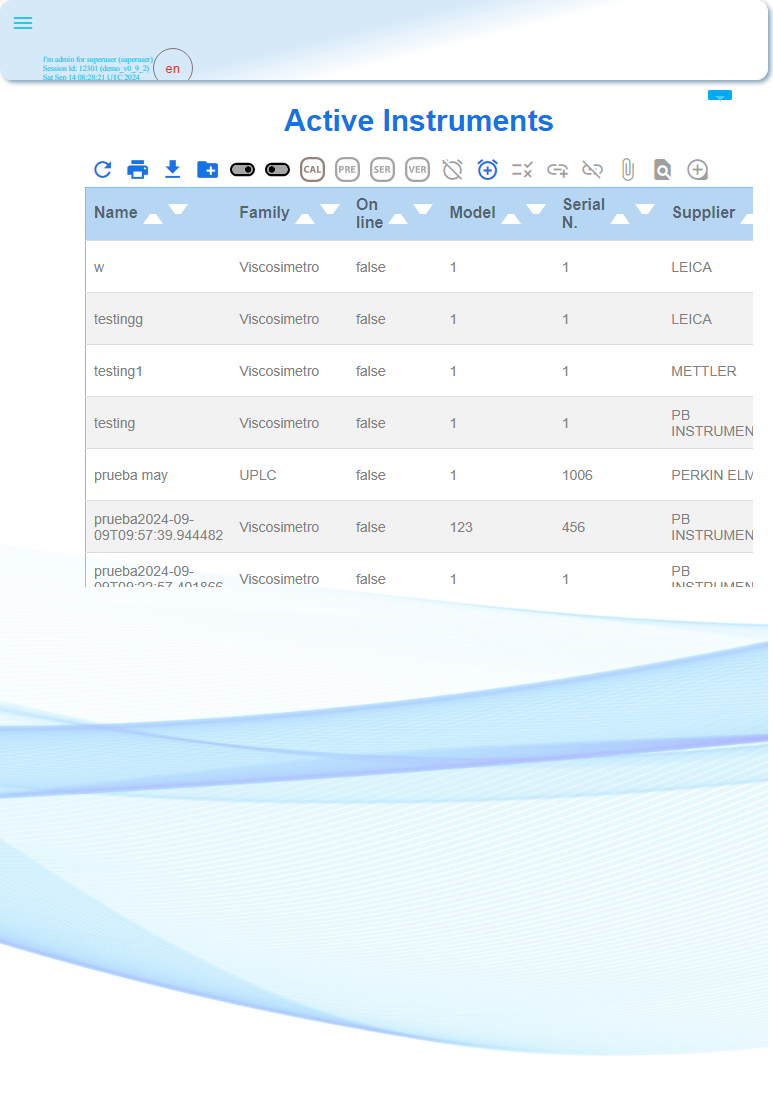 I'm admin for superuser (superuser)
Session Id: 12301 (demo_v0_9_2)
Sat Sep 14 08:28:21 UTC 2024
en
Active Instruments
CAL PRE SER VER
Name Family On line Model Serial N. Supplier
w Viscosimetro false 1 1 LEICA
testingg Viscosimetro false 1 1 LEICA
testing1 Viscosimetro false 1 1 METTLER
testing Viscosimetro false 1 1 PB
INSTRUMEN
prueba may UPLC false 1 1006 PERKIN ELM
prueba2024-09- Viscosimetro false 123 456 PB
09T09:57:39.944482 INSTRUMEN
prueba2024-09- Viscosimetro false 1 1 PB
09T09:22:57.401866 INSTRUMEN